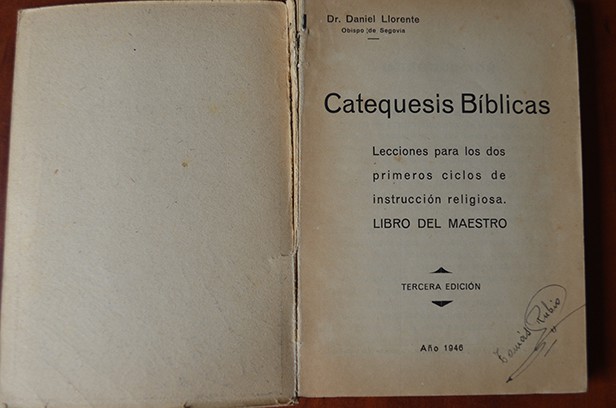 Dr. Daniel Llorente
Obispo de Segovia
Catequesis Bíblicas
Lecciones para los dos
primeros ciclos de
instrucción religiosa.
LIBRO DEL MAESTRO
TERCERA EDICIÓN
Año 1946
Rubio